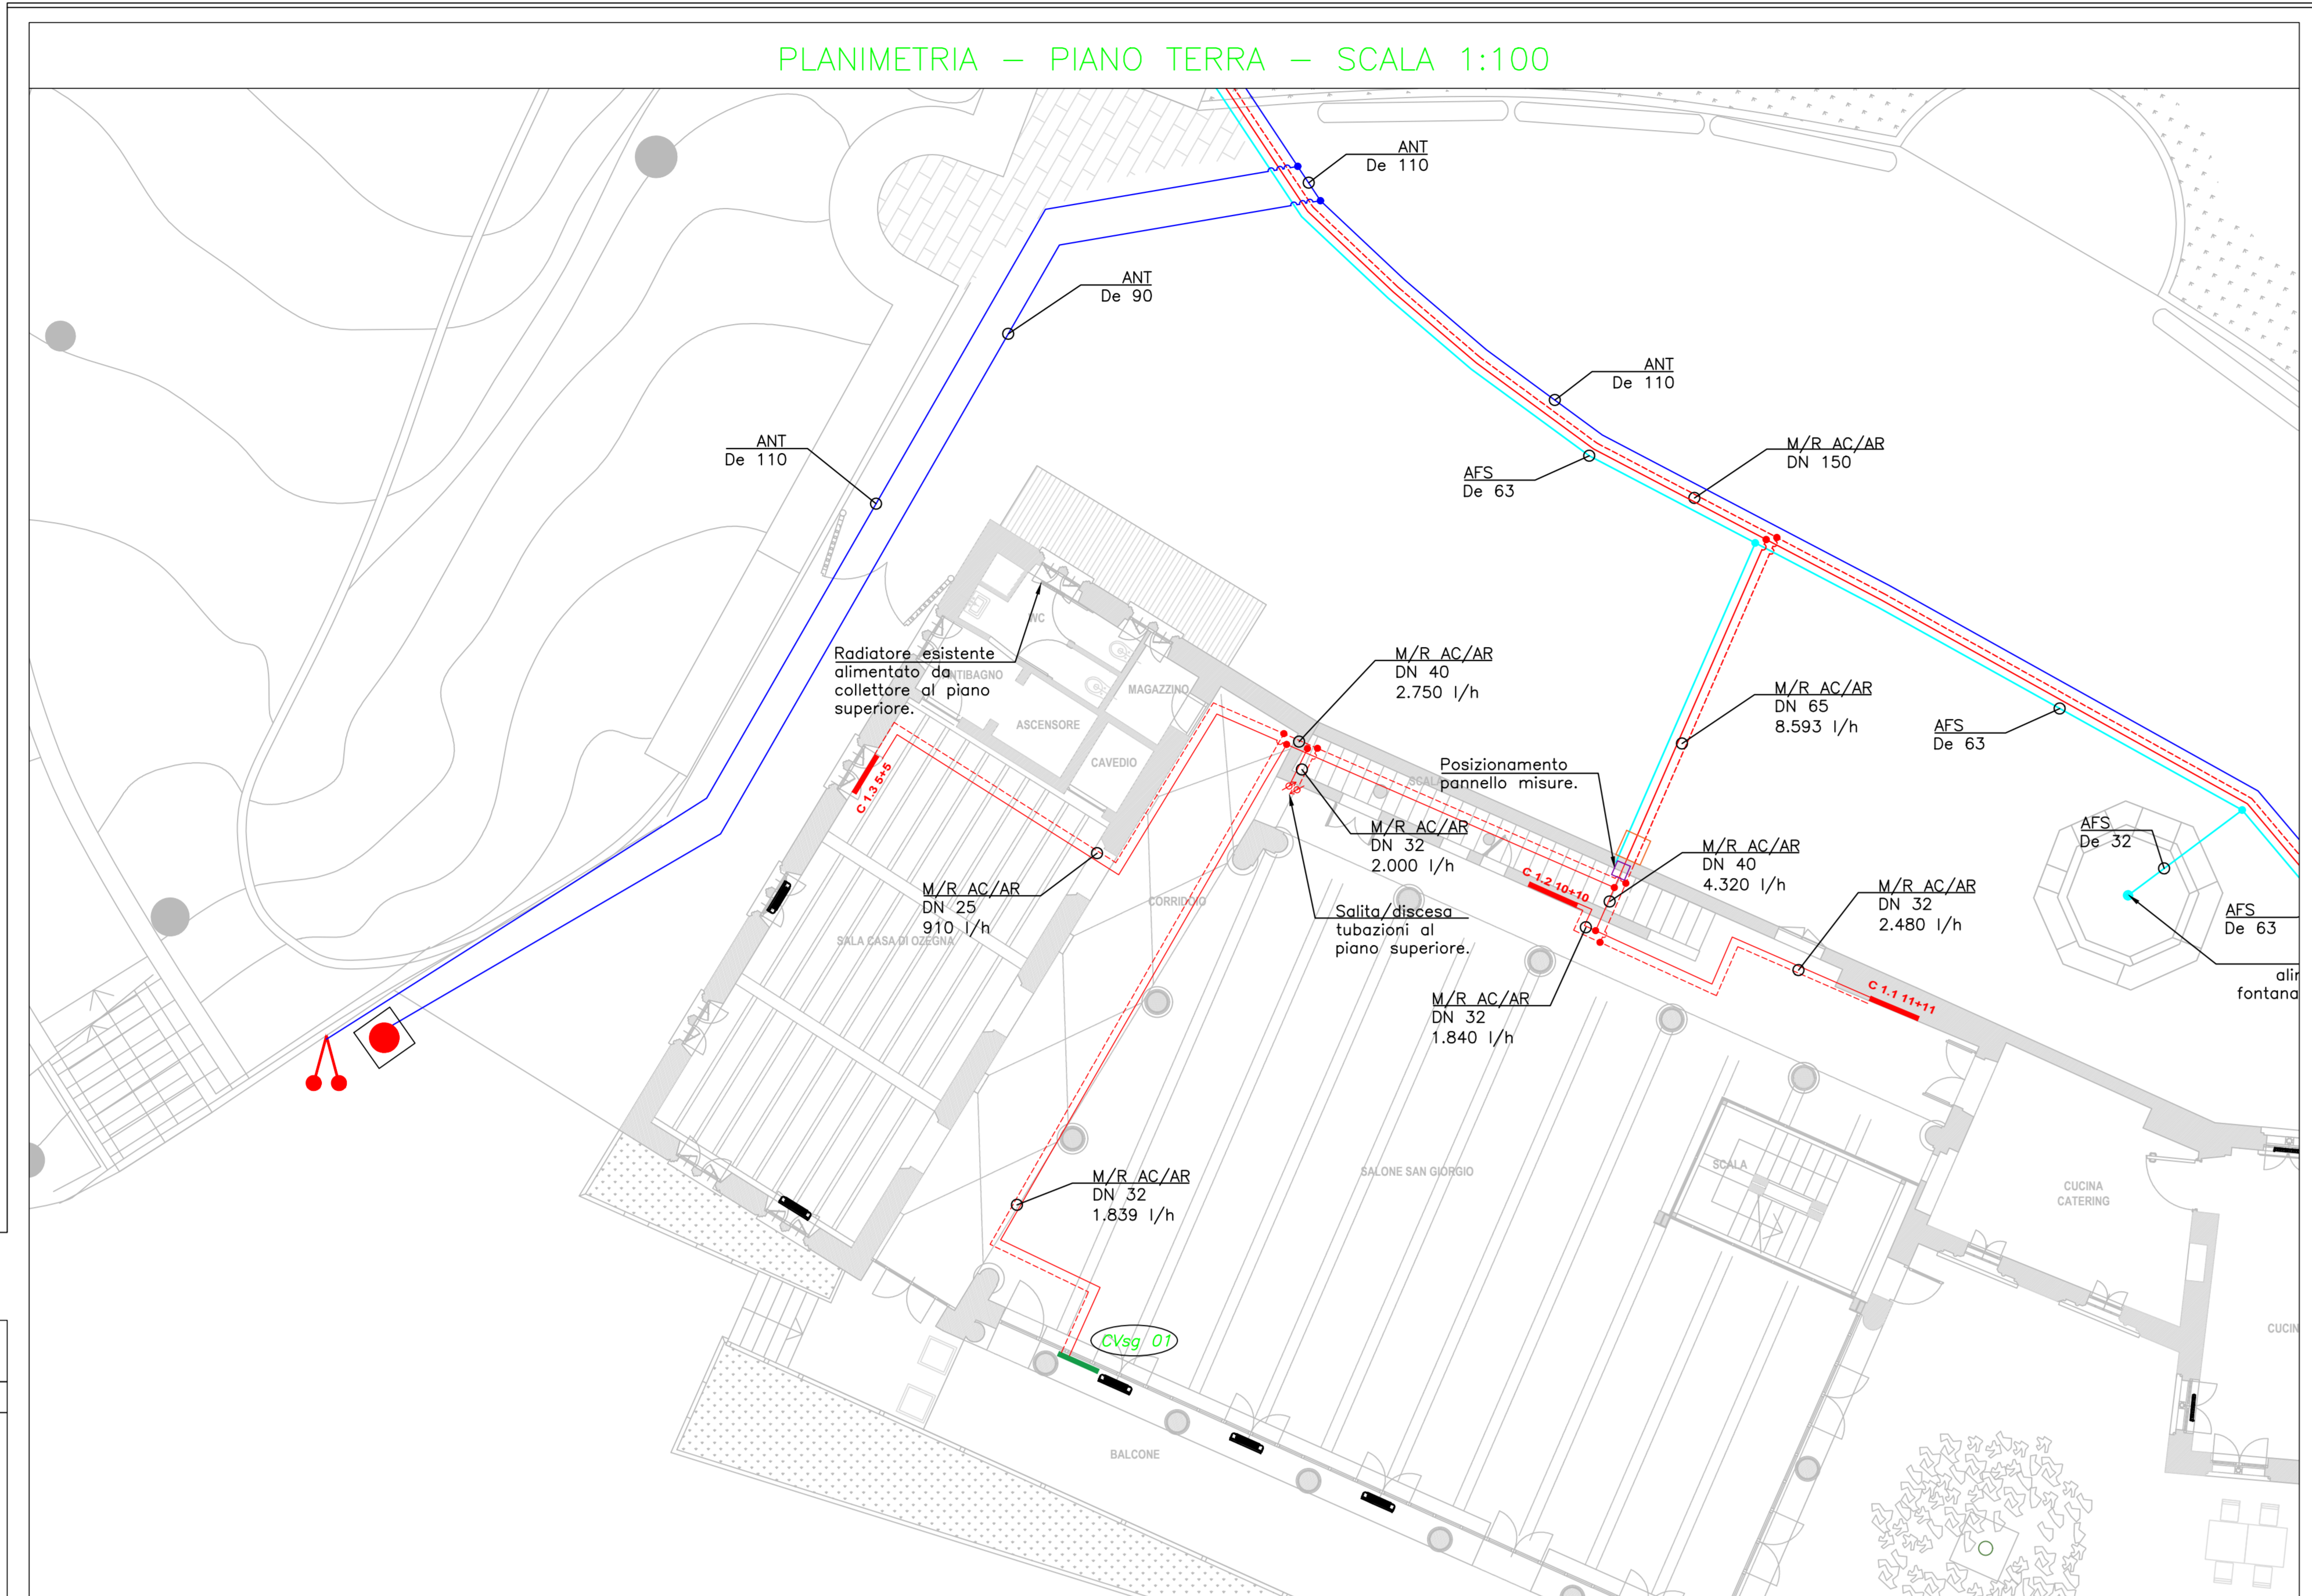 PLANIMETRIA – PIANO TERRA – SCALA 1:100
ANT
De 110
ANT
De 90
ANT
De 110
ANT
De 110
M/R AC/AR
DN 150
AFS
De 63
WC
Radiatore esistente
alimentato da
collettore al piano
superiore.
NTIBAGNO
MAGAZZINO
ASCENSORE
CAVEDIO
M/R AC/AR
DN 40
2.750 l/h
M/R AC/AR
DN 65
8.593 l/h
AFS
De 63
Posizionamento
pannello misure.
SCALA
C 1.3 5+5
M/R AC/AR
DN 32
2.000 l/h
M/R AC/AR
DN 40
4.320 l/h
AFS
De 32
M/R AC/AR
DN 25
910 l/h
C 1.2 10+10
M/R AC/AR
DN 32
2.480 l/h
CORRIDOIO
SALA CASA DI OZEGNA
Salita/discesa
tubazioni al
piano superiore.
AFS
De 63
alir
fontana
C 1.1 11+11
M/R AC/AR
DN 32
1.840 l/h
M/R AC/AR
DN 32
1.839 l/h
SALONE SAN GIORGIO
SCALA
CUCINA
CATERING
CUCIN
CVsg 01
BALCONE